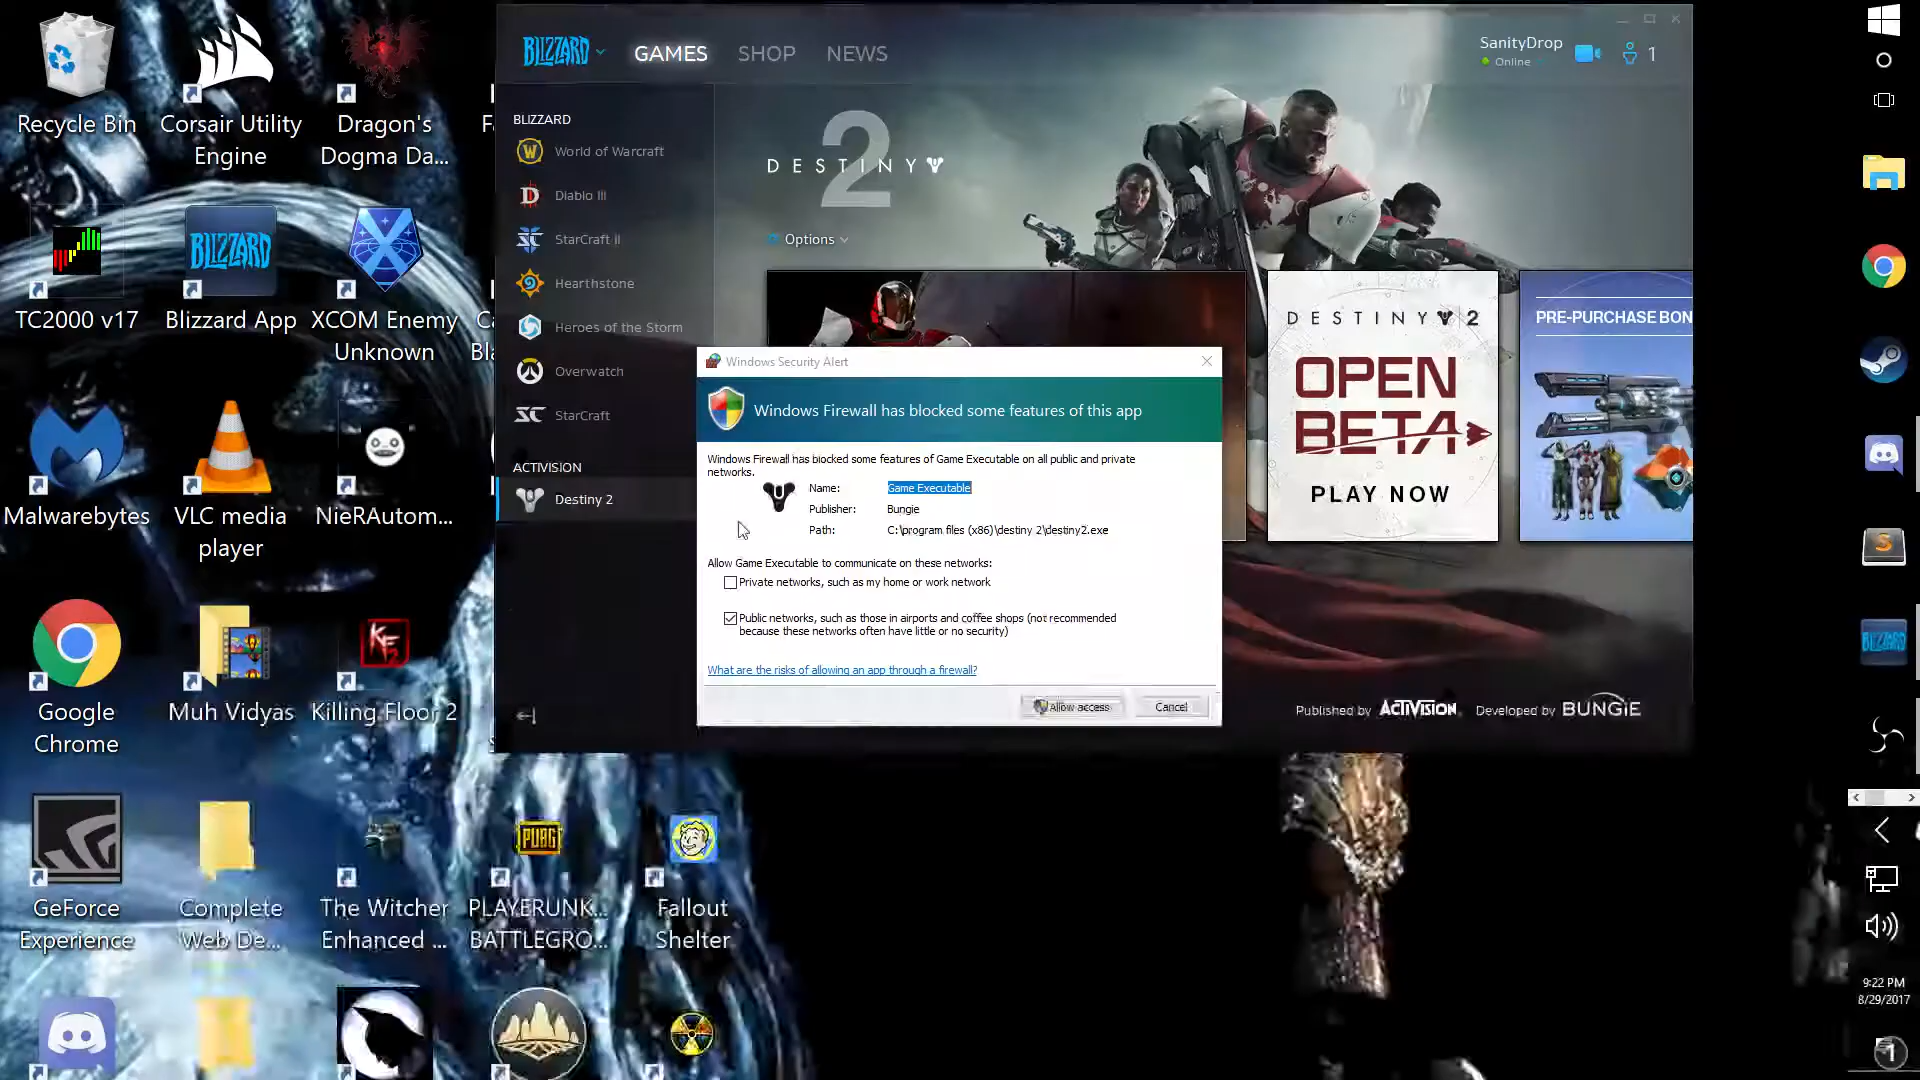 Recycle Bin
Corsair Utility
Engine
Dragon's
Dogma Da...
TC2000 v17
BLIZZARD
Blizzard App
XCOM Enemy
Unknown
Malwarebytes
VLC media
player
NieRAutom...
Google
Chrome
Muh Vidyas
KF2
Killing Floor 2
GeForce
Experience
Complete
Web De...
The Witcher
Enhanced ...
PUBG
PLAYERUNK...
BATTLEGRO...
Fallout
Shelter
BLIZZARD
GAMES
SHOP
NEWS
SanityDrop
Online
1
BLIZZARD
World of Warcraft
Diablo III
StarCraft II
Hearthstone
Heroes of the Storm
Overwatch
StarCraft
ACTIVISION
Destiny 2
DESTINY 2
Options
DESTINY 2
OPEN
BETA
PLAY NOW
PRE-PURCHASE BON
Published by ACTIVISION. Developed by BUNGIE
Windows Security Alert
Windows Firewall has blocked some features of this app
Windows Firewall has blocked some features of Game Executable on all public and private
networks.
Name: Game Executable
Publisher: Bungie
Path: C:\program files (x86)\destiny 2\destiny2.exe
Allow Game Executable to communicate on these networks:
Private networks, such as my home or work network
Public networks, such as those in airports and coffee shops (not recommended
because these networks often have little or no security)
What are the risks of allowing an app through a firewall?
Allow access
Cancel
BLIZZARD
9:22 PM
8/29/2017
1